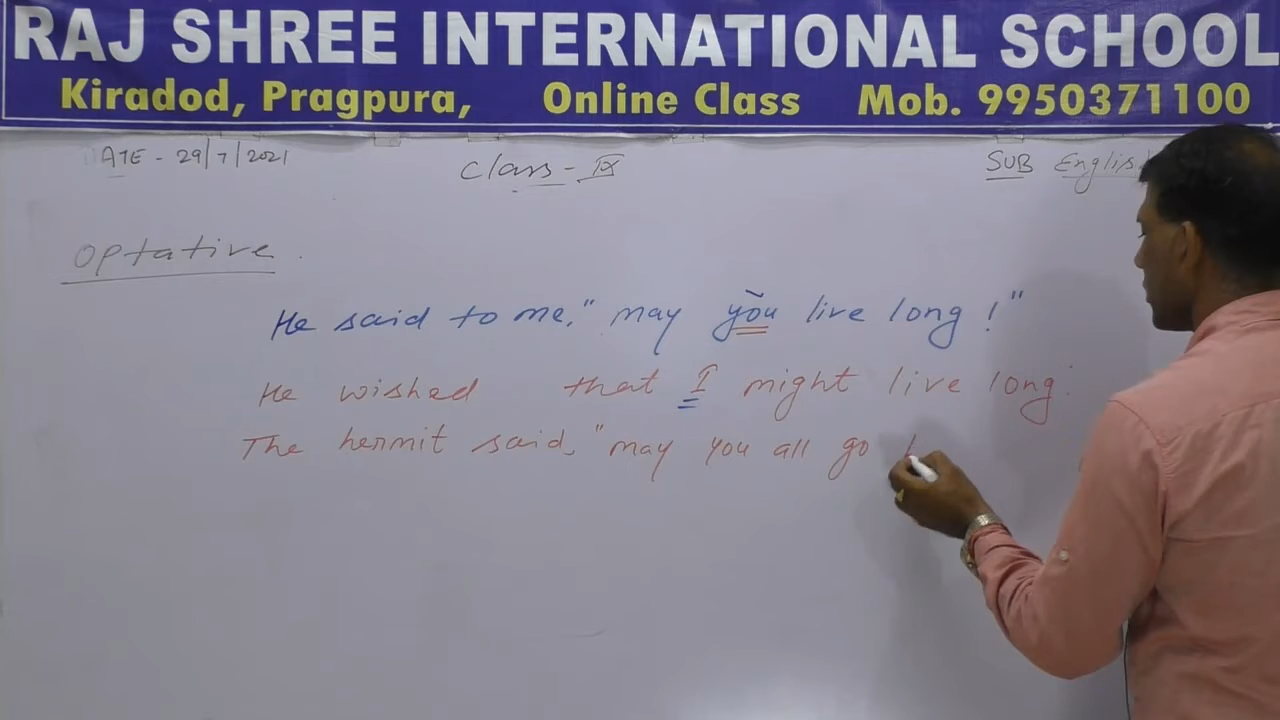 RAJ SHREE INTERNATIONAL SCHOOL
Kiradod, Pragpura, Online Class Mob. 9950371100
DATE - 29/7/2021 Class - IX SUB English
Optative.
He said to me, "may you live long !"
He wished that I might live long.
The hermit said, "may you all go